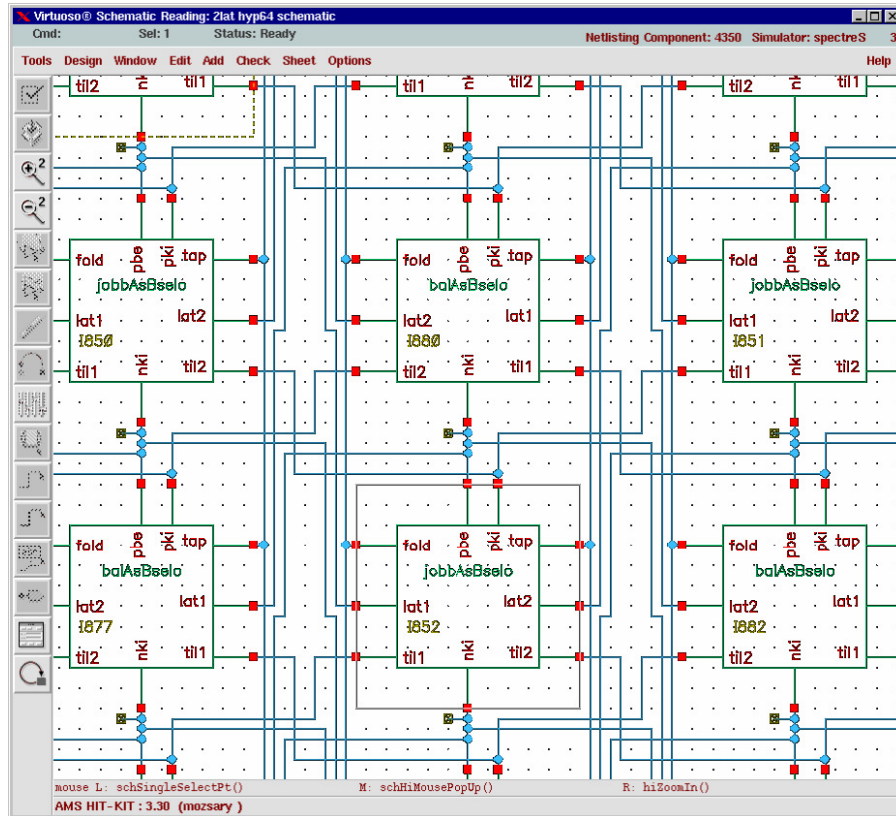 Virtuoso® Schematic Reading: 2lat hyp64 schematic
Cmd: Sel: 1 Status: Ready Netlisting Component: 4350 Simulator: spectreS 3
Tools Design Window Edit Add Check Sheet Options Help
til2 til1 til1 til2 til2 til1
fold pbe pki tap fold pbe pki tap fold pbe pki tap
jobbAsBselo balAsBselo jobbAsBselo
lat1 lat2 lat2 lat1 lat1 lat2
I850 I880 I851
til1 nki til2 til2 nki til1 til1 nki til2
fold pbe pki tap fold pbe pki tap fold pbe pki tap
balAsBselo jobbAsBselo balAsBselo
lat2 lat1 lat1 lat2 lat2 lat1
I877 I852 I882
til2 nki til1 til1 nki til2 til2 nki til1
mouse L: schSingleSelectPt() M: schHiMousePopUp() R: hiZoomIn()
AMS HIT-KIT : 3.30 (mozsary )